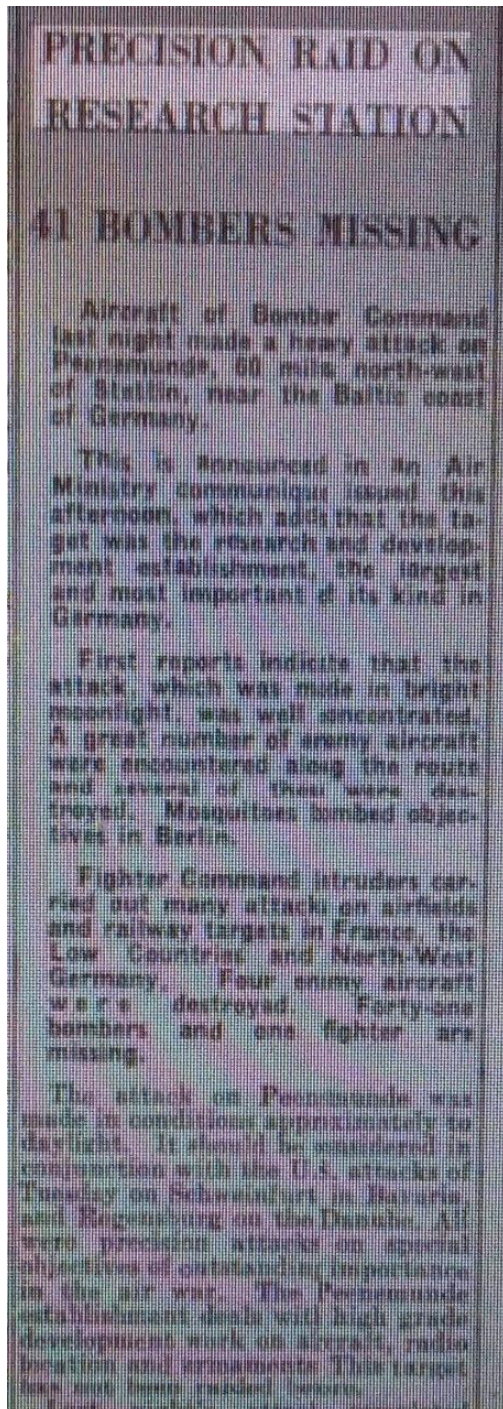 PRECISION RAID ON
RESEARCH STATION
41 BOMBERS MISSING
Aircraft of Bomber Command
last night made a heavy attack on
Peenemunde, 60 miles north-west
of Stettin, near the Baltic coast
of Germany.
This is announced in an Air
Ministry communique issued this
afternoon, which adds that the tar-
get was the research and develop-
ment establishment, the largest
and most important of its kind in
Germany.
First reports indicate that the
attack, which was made in bright
moonlight, was well concentrated.
A great number of enemy aircraft
were encountered along the route
and several of them were des-
troyed. Mosquitoes bombed objec-
tives in Berlin.
Fighter Command intruders car-
ried out many attacks on airfields
and railway targets in France, the
Low Countries and North-West
Germany. Four enemy aircraft
were destroyed. Forty-one
bombers and one fighter are
missing.
The attack on Peenemunde was
made in conditions approximately to
daylight. It should be considered in
conjunction with the U.S. attacks of
Tuesday on Schweinfurt in Bavaria,
and Regensburg on the Danube. All
were precision attacks on special
objectives of outstanding importance
in the air war. The Peenemunde
establishment deals with high grade
development work on aircraft, radio
location and armaments. This target
has not been raided before.